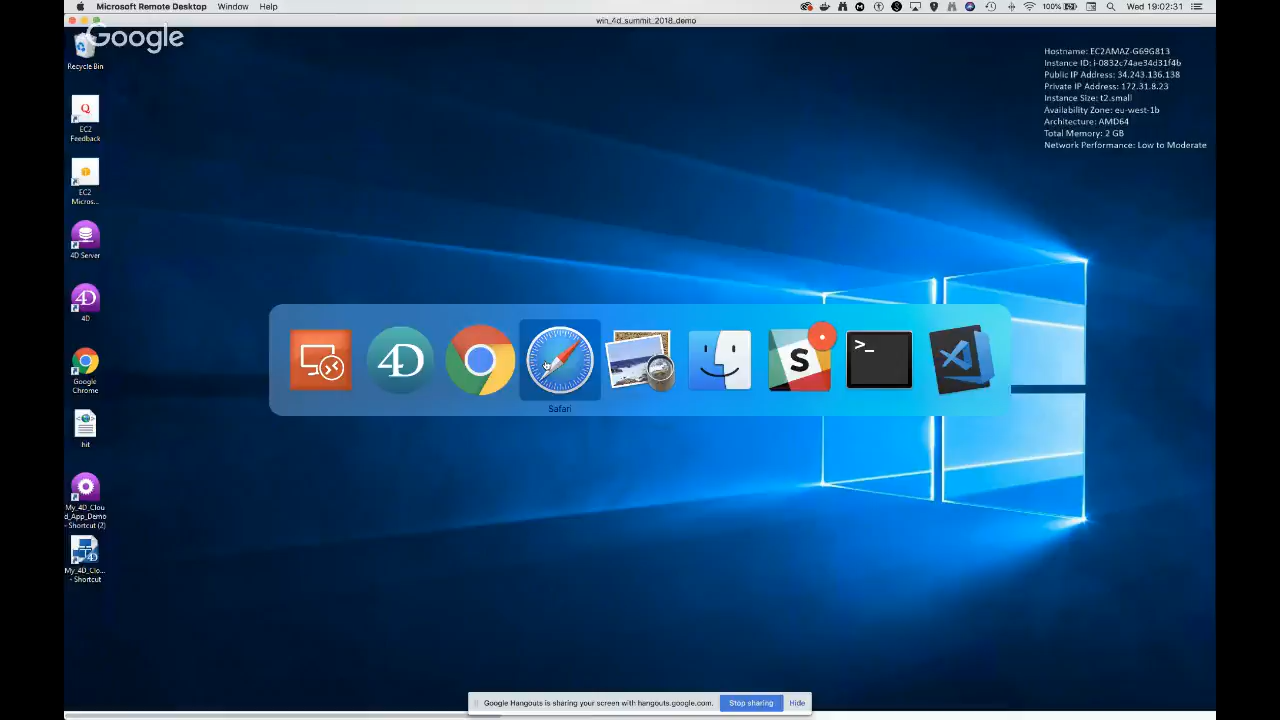 Microsoft Remote Desktop Window Help
100% Wed 19:02:31
win_4d_summit_2018_demo
Google
Recycle Bin
Hostname: EC2AMAZ-G69G813
Instance ID: i-0832c74ae34d31f4b
Public IP Address: 34.243.136.138
Private IP Address: 172.31.8.23
Instance Size: t2.small
Availability Zone: eu-west-1b
Architecture: AMD64
Total Memory: 2 GB
Network Performance: Low to Moderate
Q
EC2
Feedback
EC2
Micros...
4D Server
4D
4D
Google
Chrome
hit
My_4D_Clou
d_App_Demo
- Shortcut (2)
4D
My_4D_Clo...
- Shortcut
4D
S
>_
Safari
Google Hangouts is sharing your screen with hangouts.google.com.
Stop sharing
Hide